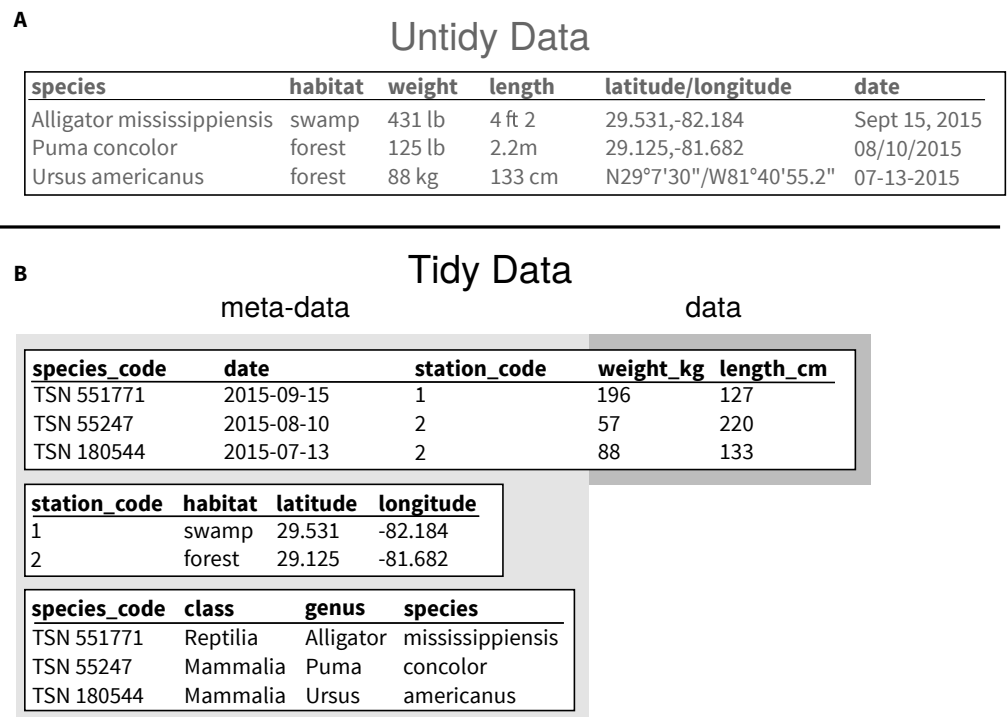 A
Untidy Data
species habitat weight length latitude/longitude date
Alligator mississippiensis swamp 431 lb 4 ft 2 29.531,-82.184 Sept 15, 2015
Puma concolor forest 125 lb 2.2m 29.125,-81.682 08/10/2015
Ursus americanus forest 88 kg 133 cm N29°7'30"/W81°40'55.2" 07-13-2015
B
Tidy Data
meta-data data
species_code date station_code weight_kg length_cm
TSN 551771 2015-09-15 1 196 127
TSN 55247 2015-08-10 2 57 220
TSN 180544 2015-07-13 2 88 133
station_code habitat latitude longitude
1 swamp 29.531 -82.184
2 forest 29.125 -81.682
species_code class genus species
TSN 551771 Reptilia Alligator mississippiensis
TSN 55247 Mammalia Puma concolor
TSN 180544 Mammalia Ursus americanus